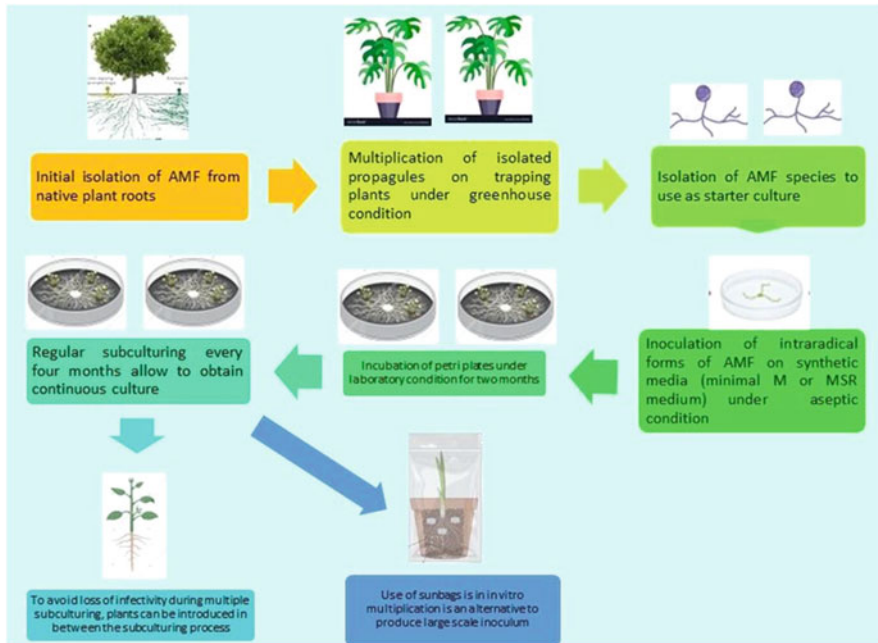 Initial isolation of AMF from
native plant roots
Multiplication of isolated
propagules on trapping
plants under greenhouse
condition
Isolation of AMF species to
use as starter culture
Inoculation of intraradical
forms of AMF on synthetic
media (minimal M or MSR
medium) under aseptic
condition
Incubation of petri plates under
laboratory condition for two months
Regular subculturing every
four months allow to obtain
continuous culture
To avoid loss of infectivity during multiple
subculturing, plants can be introduced in
between the subculturing process
Use of sunbags is in in vitro
multiplication is an alternative to
produce large scale inoculum